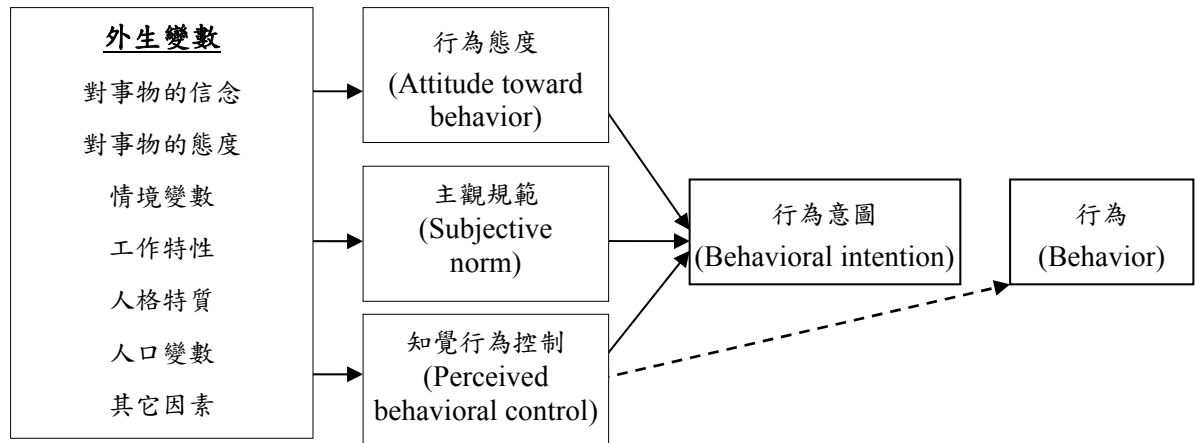 外生變數
對事物的信念
對事物的態度
情境變數
工作特性
人格特質
人口變數
其它因素
行為態度
(Attitude toward
behavior)
主觀規範
(Subjective
norm)
知覺行為控制
(Perceived
behavioral control)
行為意圖
(Behavioral intention)
行為
(Behavior)